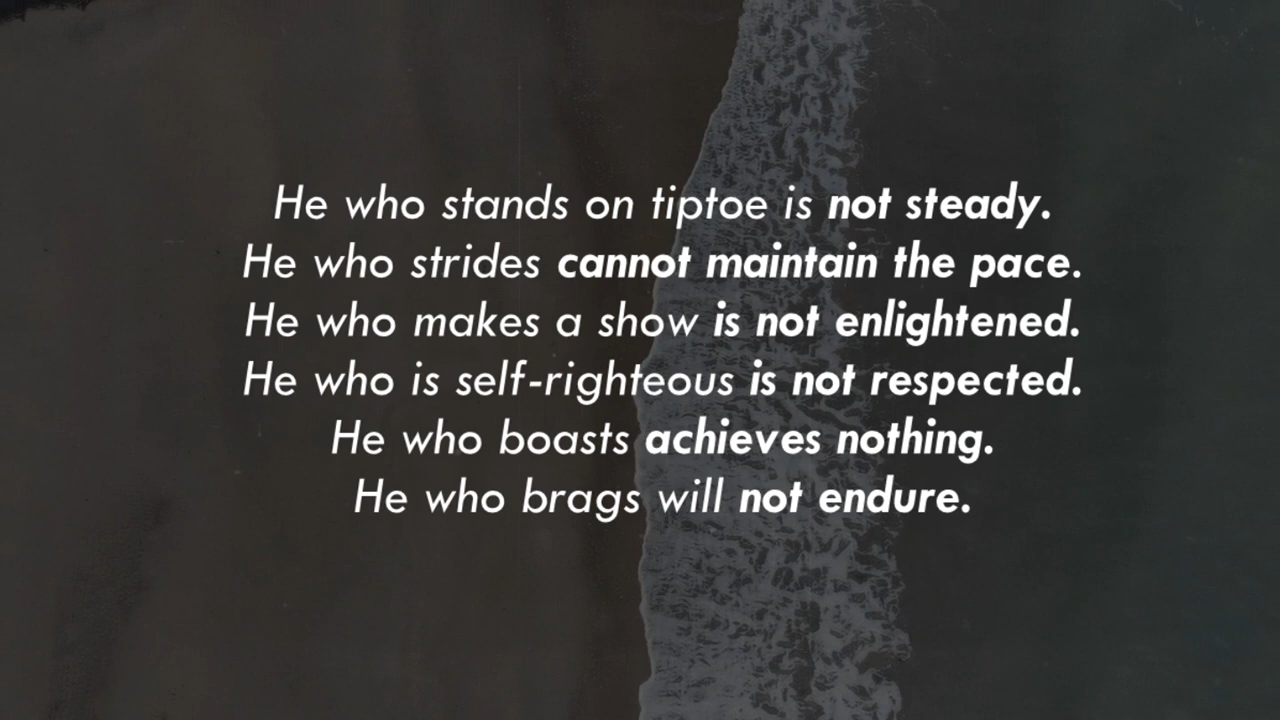 He who stands on tiptoe is not steady.
He who strides cannot maintain the pace.
He who makes a show is not enlightened.
He who is self-righteous is not respected.
He who boasts achieves nothing.
He who brags will not endure.